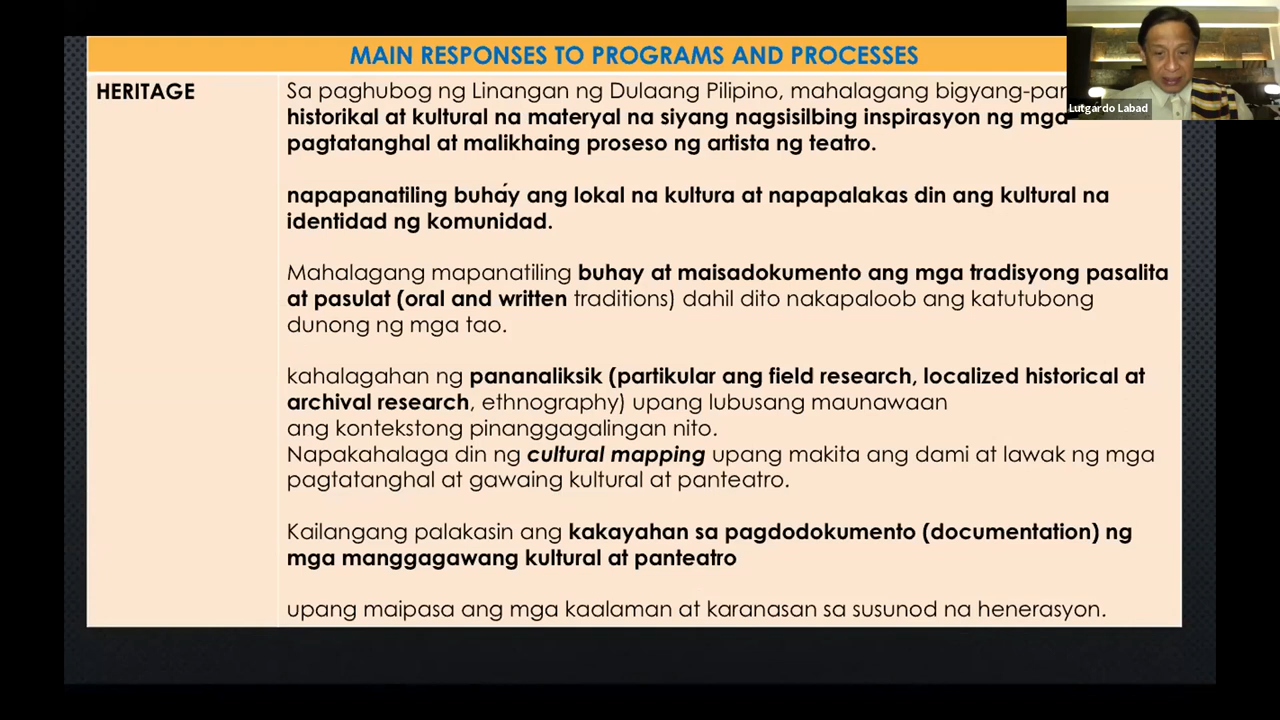 MAIN RESPONSES TO PROGRAMS AND PROCESSES
HERITAGE
Sa paghubog ng Linangan ng Dulaang Pilipino, mahalagang
historikal at kultural na materyal na siyang nagsisilbing inspirasyon ng mga
pagtatanghal at malikhaing proseso ng artista ng teatro.
napapanatiling buháy ang lokal na kultura at napapalakas din ang kultural na
identidad ng komunidad.
Mahalagang mapanatiling buhay at maisadokumento ang mga tradisyong pasalita
at pasulat (oral and written traditions) dahil dito nakapaloob ang katutubong
dunong ng mga tao.
kahalagahan ng pananaliksik (partikular ang field research, localized historical at
archival research, ethnography) upang lubusang maunawaan
ang kontekstong pinanggagalingan nito.
Napakahalaga din ng cultural mapping upang makita ang dami at lawak ng mga
pagtatanghal at gawaing kultural at panteatro.
Kailangang palakasin ang kakayahan sa pagdodokumento (documentation) ng
mga manggagawang kultural at panteatro
upang maipasa ang mga kaalaman at karanasan sa susunod na henerasyon.
Lutgardo Labad